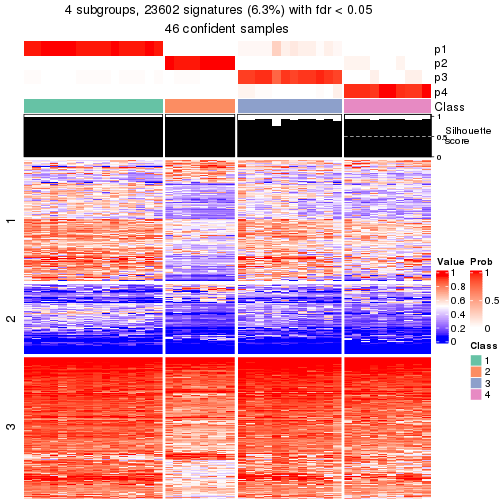 4 subgroups, 23602 signatures (6.3%) with fdr < 0.05
46 confident samples
p1
p2
p3
p4
Class
1
0.5
0
Silhouette
score
1
2
3
Value
1
0.8
0.6
0.4
0.2
0
Prob
1
0.5
0
Class
1
2
3
4